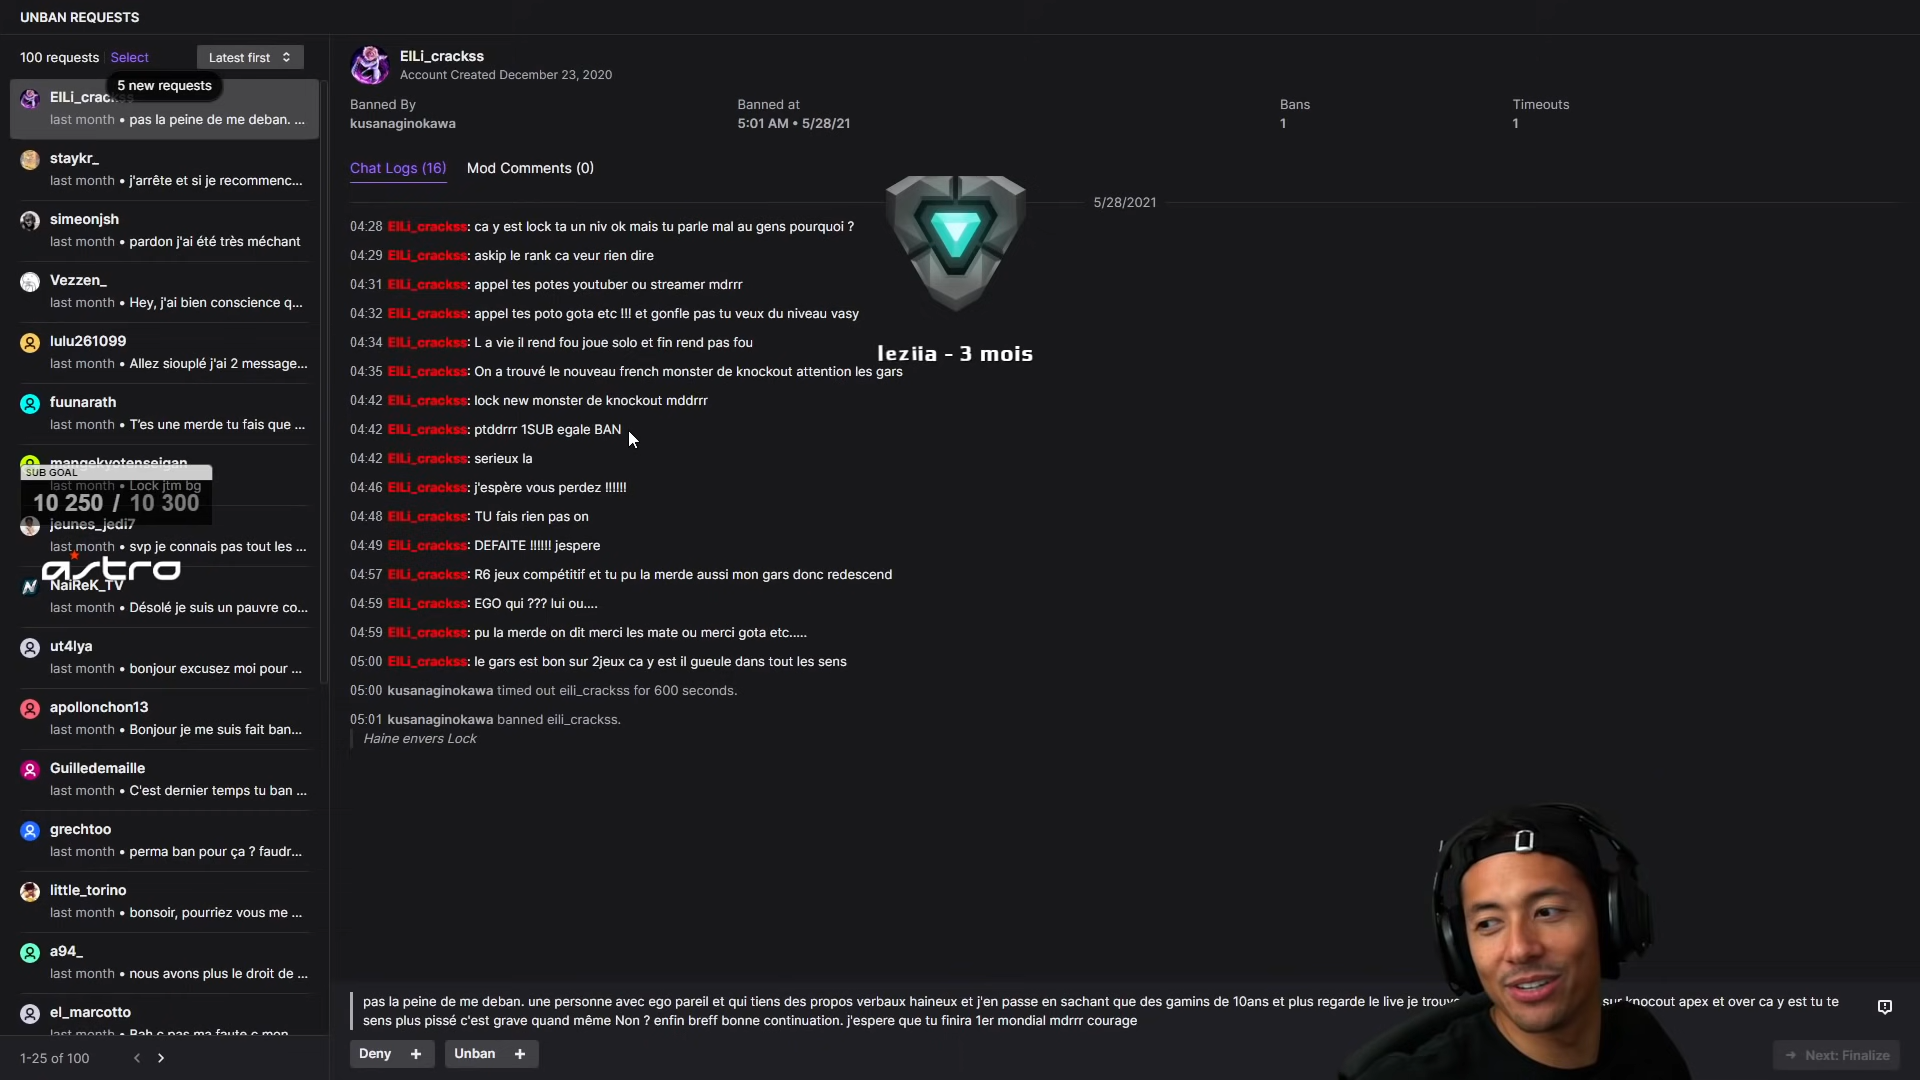 UNBAN REQUESTS
100 requests Select
Latest first
5 new requests
EILi_crackss
last month • pas la peine de me deban. ...
staykr_
last month • j'arrête et si je recommenc...
simeonjsh
last month • pardon j'ai été très méchant
Vezzen_
last month • Hey, j'ai bien conscience q...
lulu261099
last month • Allez siouplé j'ai 2 message...
fuunarath
last month • T'es une merde tu fais que ...
mangekyotenseigan
last month • Lock jtm bg
SUB GOAL
10 250 / 10 300
jeunes_jedi7
last month • svp je connais pas tout les ...
astro
NaiReK_TV
last month • Désolé je suis un pauvre co...
ut4lya
last month • bonjour excusez moi pour ...
apollonchon13
last month • Bonjour je me suis fait ban...
Guilledemaille
last month • C'est dernier temps tu ban ...
grechtoo
last month • perma ban pour ça ? faudr...
little_torino
last month • bonsoir, pourriez vous me ...
a94_
last month • nous avons plus le droit de ...
el_marcotto
last month • Bah c pas ma faute c mon
1-25 of 100
EILi_crackss
Account Created December 23, 2020
Banned By
kusanaginokawa
Banned at
5:01 AM • 5/28/21
Bans
1
Timeouts
1
Chat Logs (16)
Mod Comments (0)
5/28/2021
04:28 EILi_crackss: ca y est lock ta un niv ok mais tu parle mal au gens pourquoi ?
04:29 EILi_crackss: askip le rank ca veur rien dire
04:31 EILi_crackss: appel tes potes youtuber ou streamer mdrrr
04:32 EILi_crackss: appel tes poto gota etc !!! et gonfle pas tu veux du niveau vasy
04:34 EILi_crackss: L a vie il rend fou joue solo et fin rend pas fou
leziia - 3 mois
04:35 EILi_crackss: On a trouvé le nouveau french monster de knockout attention les gars
04:42 EILi_crackss: lock new monster de knockout mddrrr
04:42 EILi_crackss: ptddrrr 1SUB egale BAN
04:42 EILi_crackss: serieux la
04:46 EILi_crackss: j'espère vous perdez !!!!!!
04:48 EILi_crackss: TU fais rien pas on
04:49 EILi_crackss: DEFAITE !!!!!! jespere
04:57 EILi_crackss: R6 jeux compétitif et tu pu la merde aussi mon gars donc redescend
04:59 EILi_crackss: EGO qui ??? lui ou....
04:59 EILi_crackss: pu la merde on dit merci les mate ou merci gota etc.....
05:00 EILi_crackss: le gars est bon sur 2jeux ca y est il gueule dans tout les sens
05:00 kusanaginokawa timed out eili_crackss for 600 seconds.
05:01 kusanaginokawa banned eili_crackss.
Haine envers Lock
pas la peine de me deban. une personne avec ego pareil et qui tiens des propos verbaux haineux et j'en passe en sachant que des gamins de 10ans et plus regarde le live je sur knocout apex et over ca y est tu te
sens plus pissé c'est grave quand même Non ? enfin breff bonne continuation. j'espere que tu finira 1er mondial mdrrr courage
Deny +
Unban +
Next: Finalize